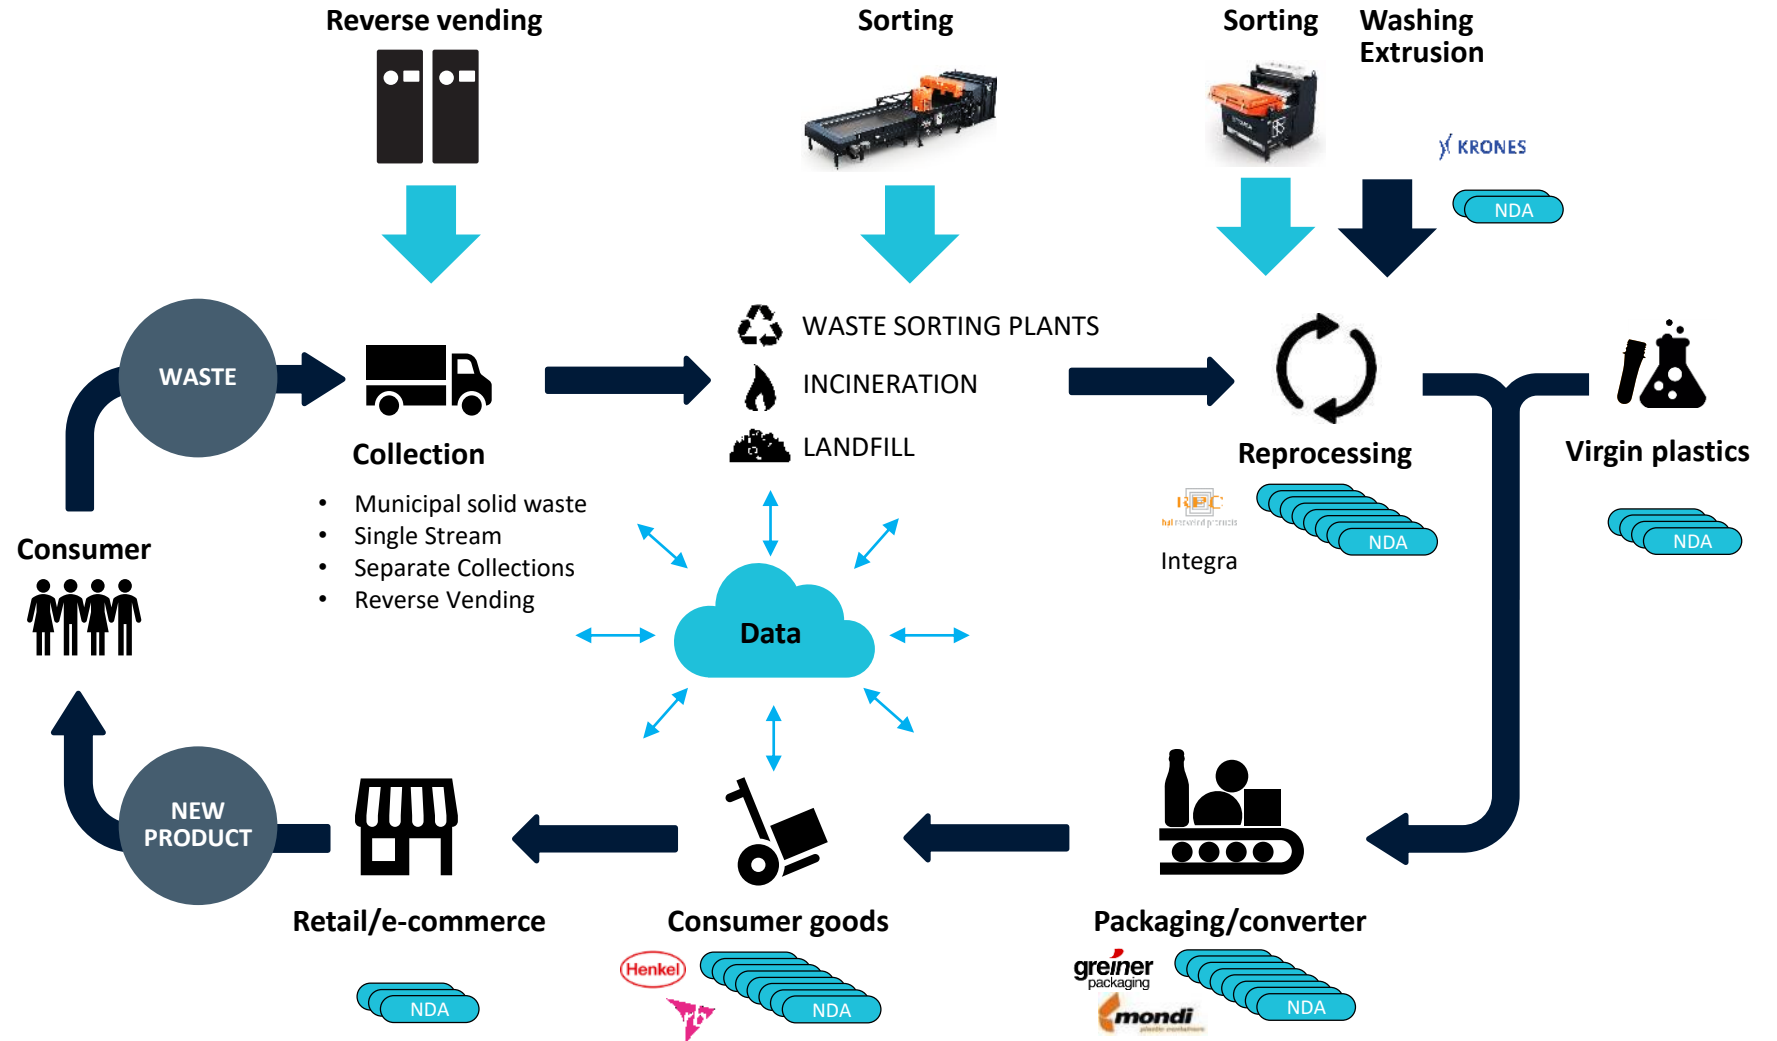 Reverse vending
Sorting
Sorting
Washing
Extrusion
KRONES
NDA
WASTE
WASTE SORTING PLANTS
INCINERATION
LANDFILL
Collection
• Municipal solid waste
• Single Stream
• Separate Collections
• Reverse Vending
Reprocessing
Virgin plastics
Integra
NDA
NDA
Consumer
Data
NEW
PRODUCT
Retail/e-commerce
Consumer goods
Packaging/converter
Henkel
greiner
packaging
mondi
NDA
NDA
NDA